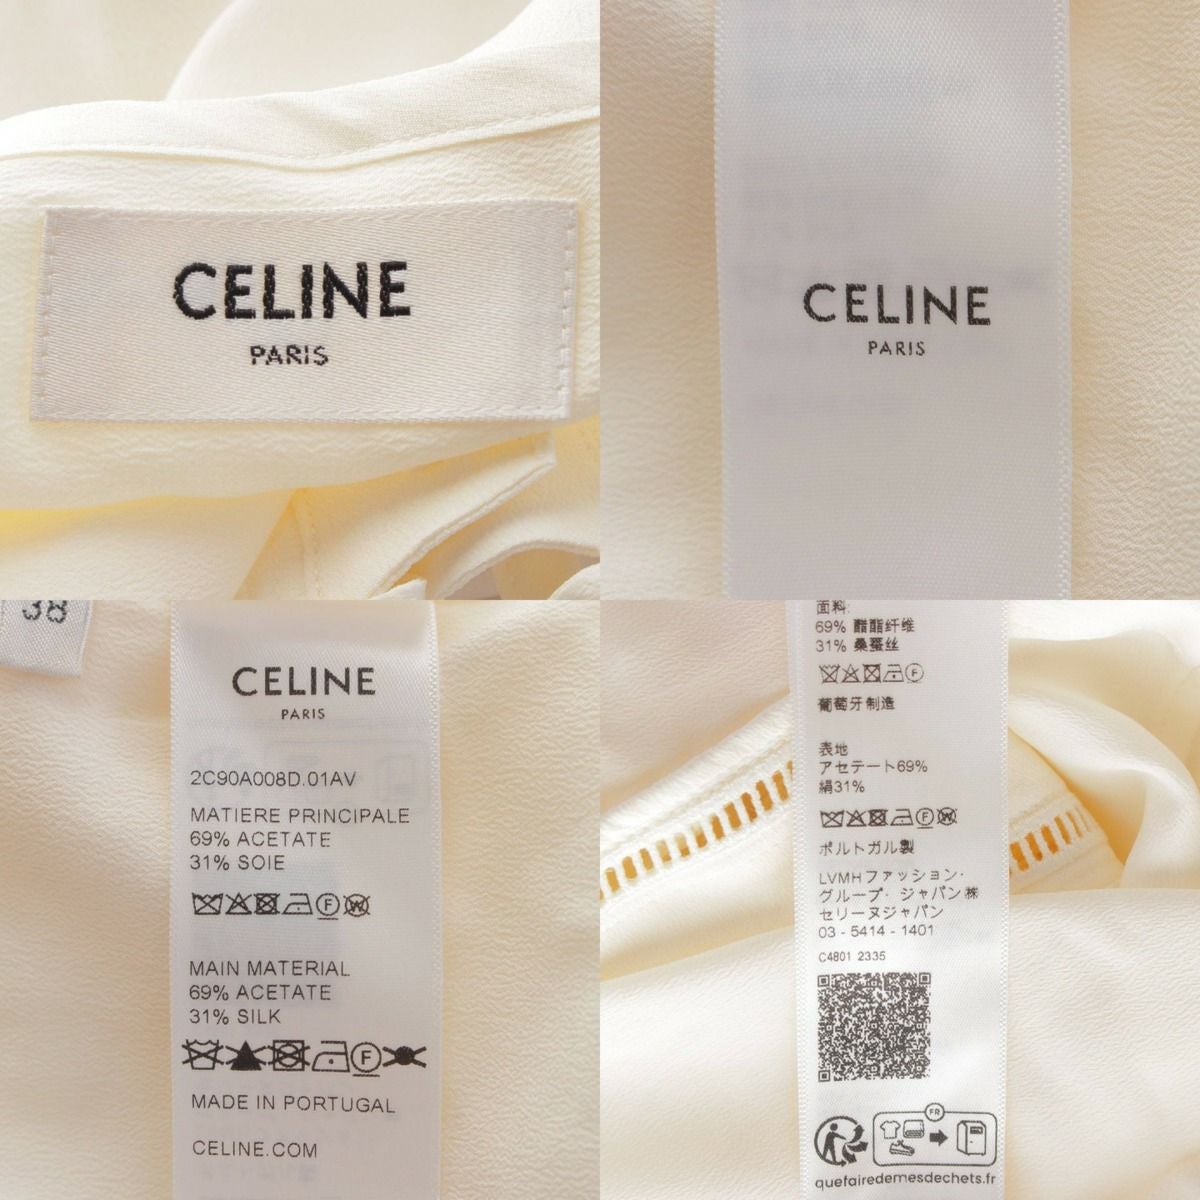 CELINE
PARIS
CELINE
PARIS
38
CELINE
PARIS
2C90A008D.01AV
MATIERE PRINCIPALE
69% ACETATE
31% SOIE
MAIN MATERIAL
69% ACETATE
31% SILK
MADE IN PORTUGAL
CELINE.COM
面料:
69% 醋酯纤维
31% 桑蚕丝
葡萄牙制造
表地
アセテート69%
絹31%
ポルトガル製
LVMHファッション・
グループ・ジャパン㈱
セリーヌジャパン
03 - 5414 - 1401
C4801 2335
FR
quefairedemesdechets.fr